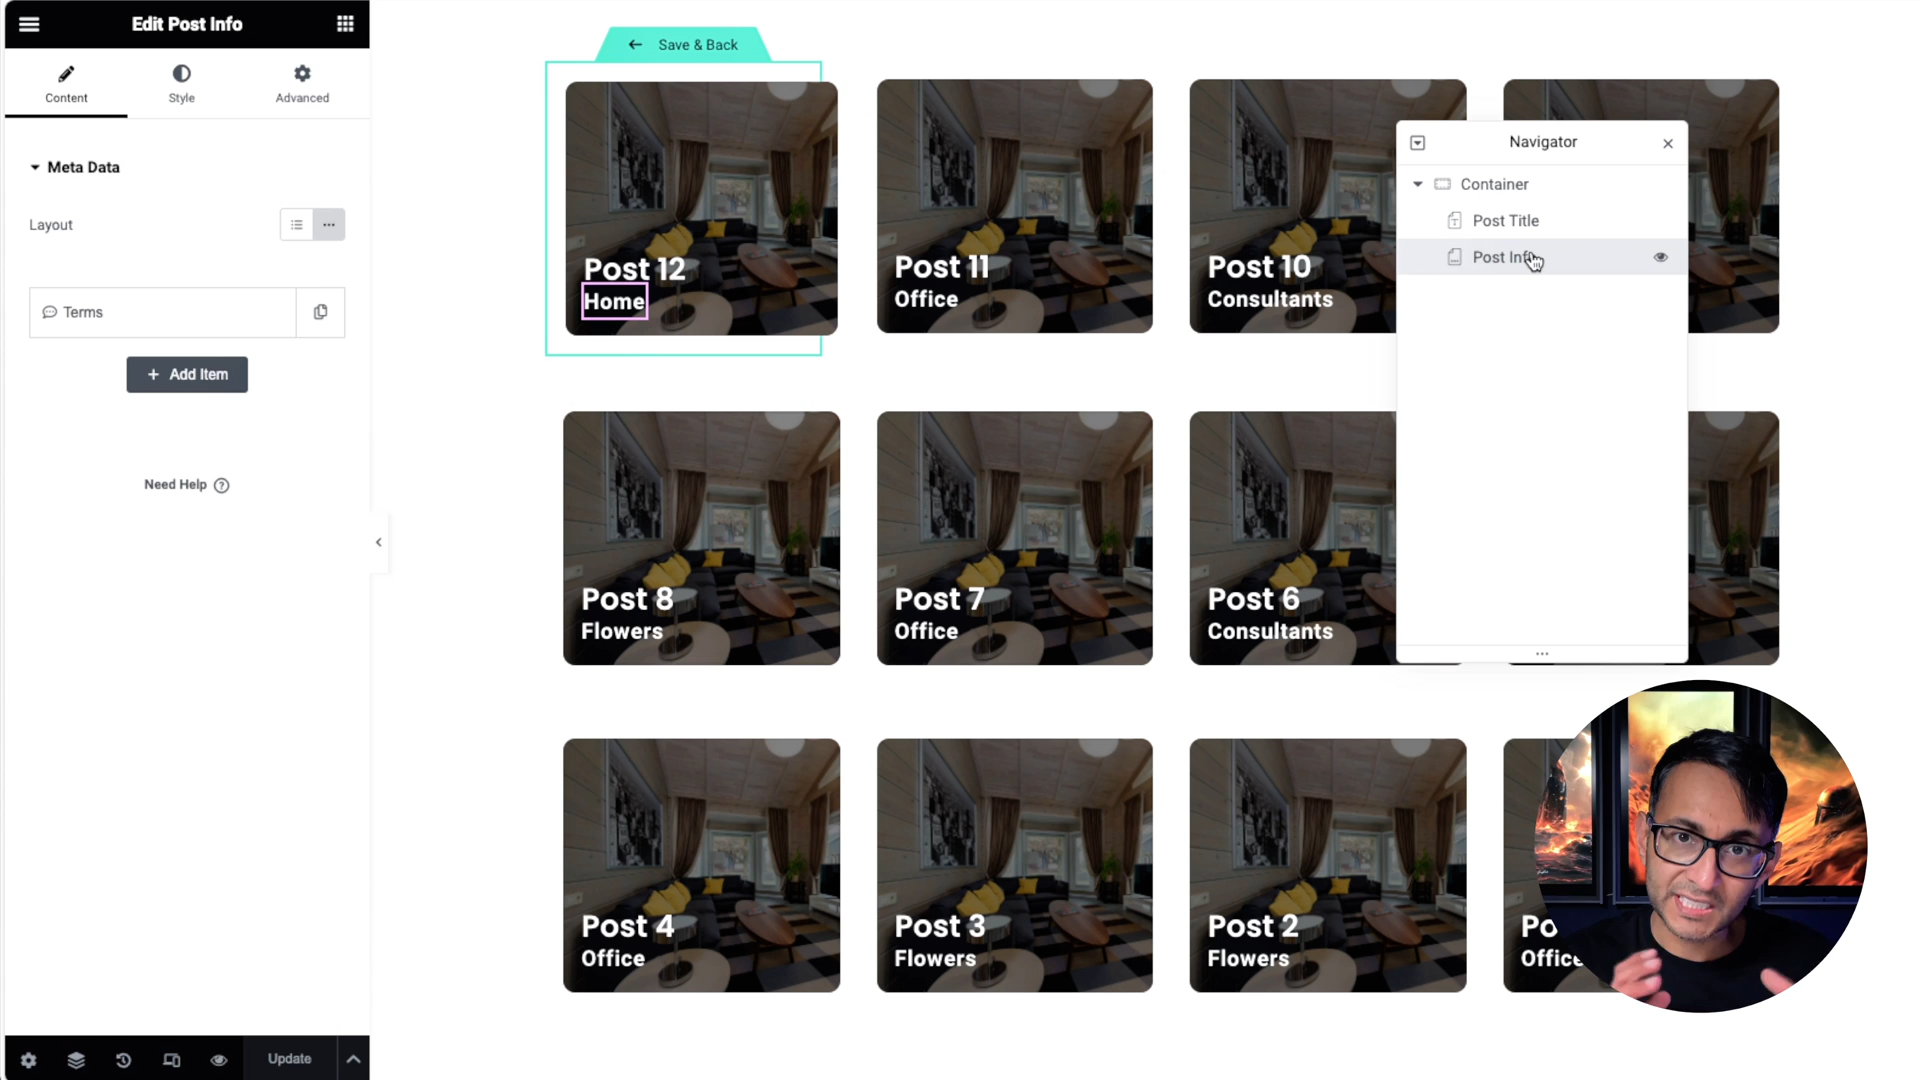 Edit Post Info
Content
Style
Advanced
Meta Data
Layout
Terms
+ Add Item
Need Help ?
Update
Save & Back
Post 12
Home
Post 11
Office
Post 10
Consultants
Navigator
Container
Post Title
Post Info
Post 8
Flowers
Post 7
Office
Post 6
Consultants
Post 4
Office
Post 3
Flowers
Post 2
Flowers
Po
Office